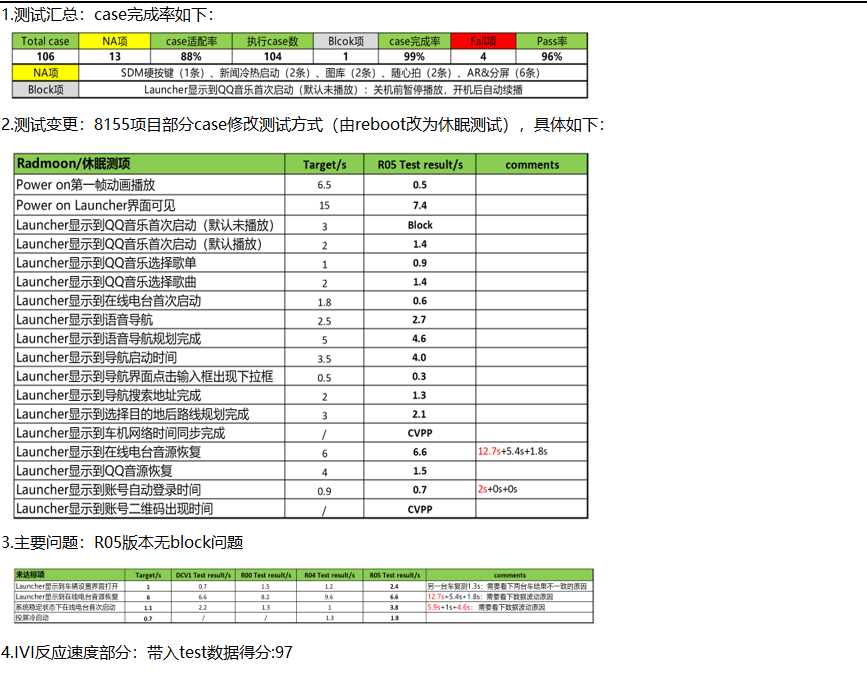 1.测试汇总：case完成率如下：
Total case NA项 case适配率 执行case数 Blcok项 case完成率 Fail项 Pass率
106 13 88% 104 1 99% 4 96%
NA项 SDM硬按键（1条）、新闻冷热启动（2条）、图库（2条）、随心拍（2条）、AR&分屏（6条）
Block项 Launcher显示到QQ音乐首次启动（默认未播放）：关机前暂停播放，开机后自动续播
2.测试变更：8155项目部分case修改测试方式（由reboot改为休眠测试），具体如下：
Radmoon/休眠测项 Target/s R05 Test result/s comments
Power on第一帧动画播放 6.5 0.5
Power on Launcher界面可见 15 7.4
Launcher显示到QQ音乐首次启动（默认未播放） 3 Block
Launcher显示到QQ音乐首次启动（默认播放） 2 1.4
Launcher显示到QQ音乐选择歌单 1 0.9
Launcher显示到QQ音乐选择歌曲 2 1.4
Launcher显示到在线电台首次启动 1.8 0.6
Launcher显示到语音导航 2.5 2.7
Launcher显示到语音导航规划完成 5 4.6
Launcher显示到导航启动时间 3.5 4.0
Launcher显示到导航界面点击输入框出现下拉框 0.5 0.3
Launcher显示到导航搜索地址完成 2 1.3
Launcher显示到选择目的地后路线规划完成 3 2.1
Launcher显示到车机网络时间同步完成 / CVPP
Launcher显示到在线电台音源恢复 6 6.6 12.7s+5.4s+1.8s
Launcher显示到QQ音源恢复 4 1.5
Launcher显示到账号自动登录时间 0.9 0.7 2s+0s+0s
Launcher显示到账号二维码出现时间 / CVPP
3.主要问题：R05版本无block问题
未达标项 Target/s DCV1 Test result/s R00 Test result/s R04 Test result/s R05 Test result/s comments
Launcher显示到车辆设置界面打开 1 0.7 1.5 1.2 2.4 另一台车复测1.3s：需要看下两台车结果不一致的原因
Launcher显示到在线电台音源恢复 6 6.6 8.2 9.6 6.6 12.7s+5.4s+1.8s：需要看下数据波动原因
系统稳定状态下在线电台首次启动 1.1 2.2 1.3 1 3.8 5.9s+1s+4.6s：需要看下数据波动原因
投屏冷启动 0.7 / / 1.3 1.8
4.IVI反应速度部分：带入test数据得分:97